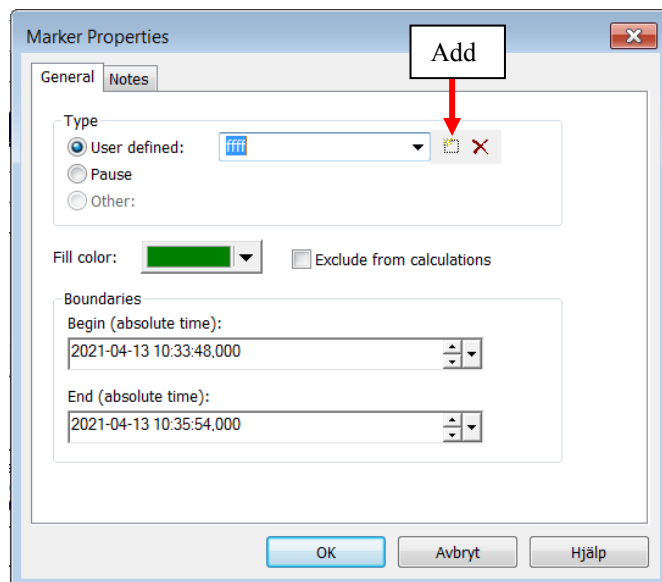 Marker Properties
Add
General Notes
Type
User defined: ffff
Pause
Other:
Fill color: Exclude from calculations
Boundaries
Begin (absolute time):
2021-04-13 10:33:48,000
End (absolute time):
2021-04-13 10:35:54,000
OK Avbryt Hjälp